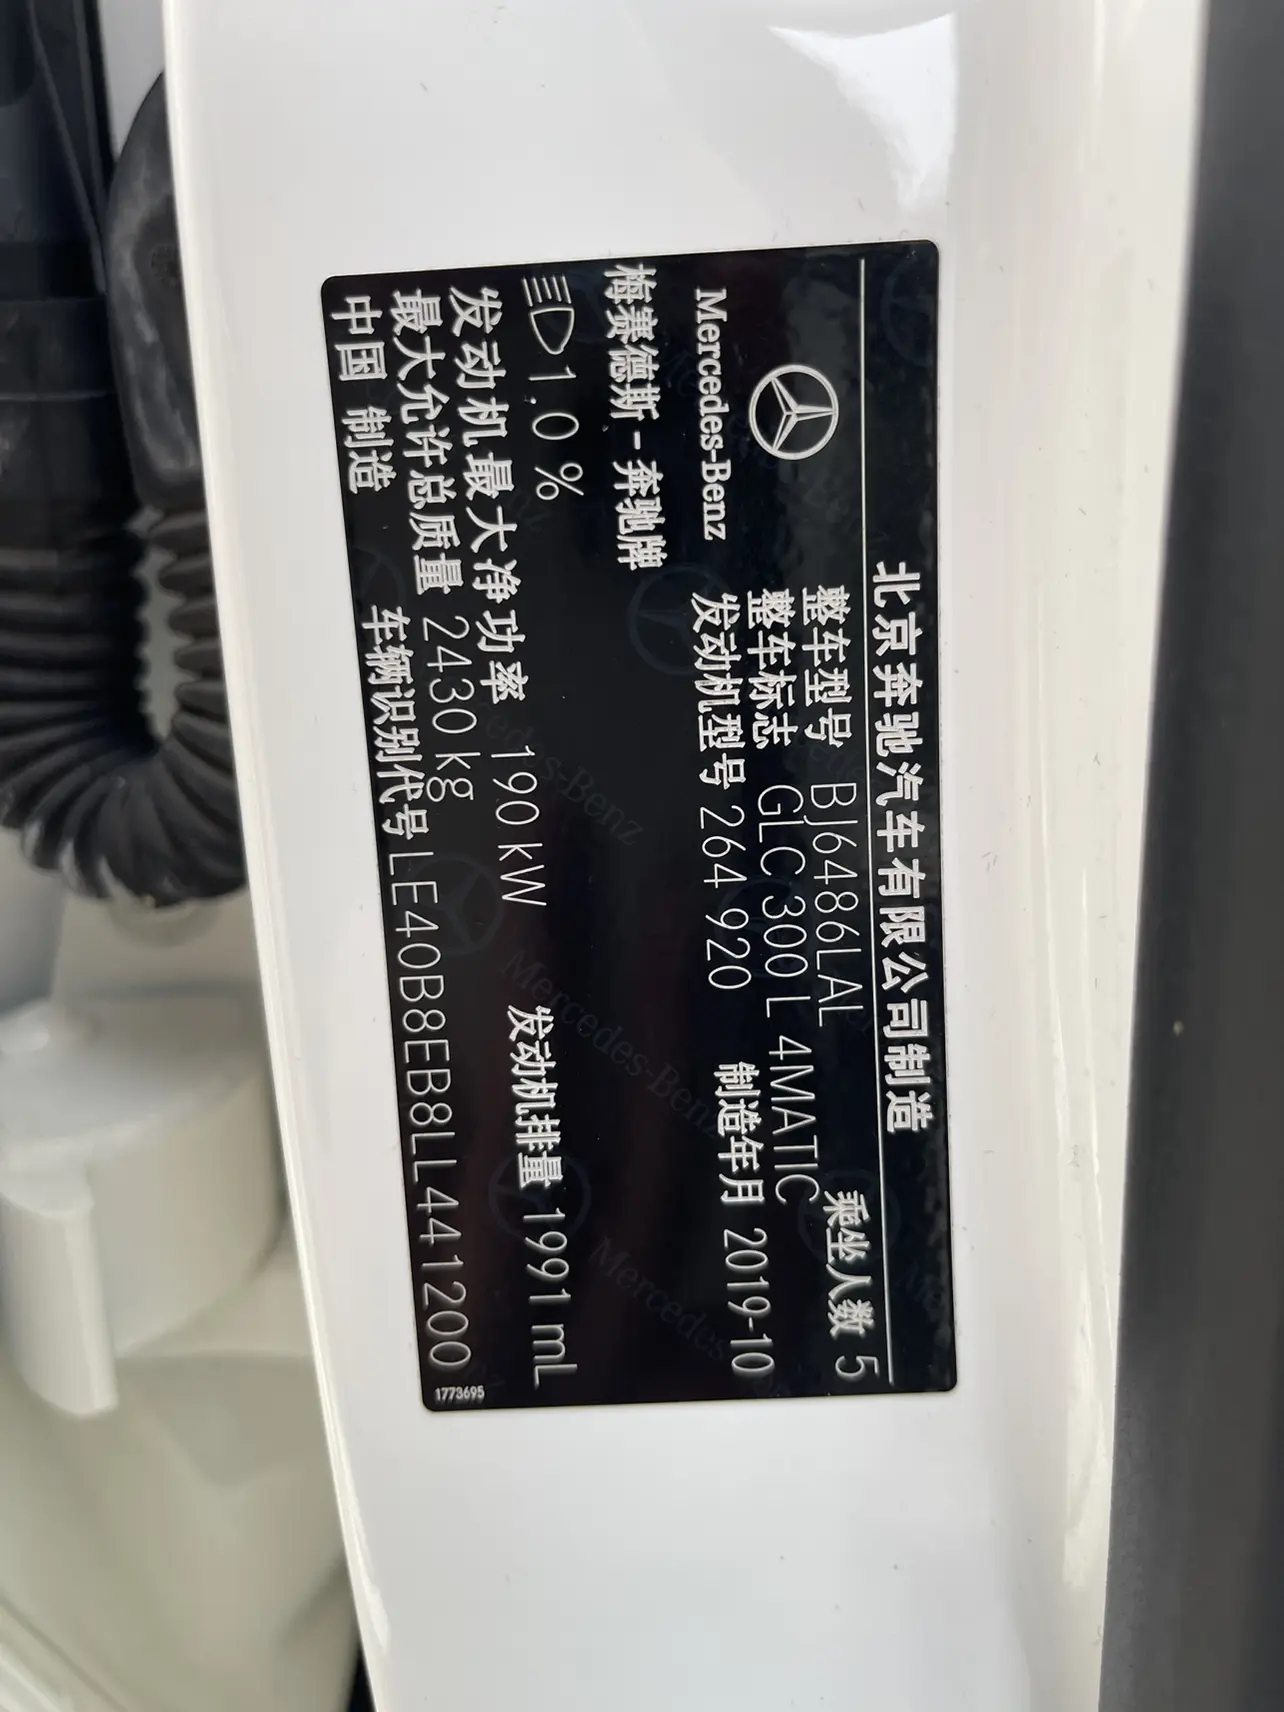 北京奔驰汽车有限公司制造
整车型号 BJ6486LAL 乘坐人数 5
整车标志 GLC 300 L 4MATIC
Mercedes-Benz 发动机型号 264 920 制造年月 2019-10
梅赛德斯-奔驰牌
1.0 %
发动机最大净功率 190 kW 发动机排量 1991 mL
最大允许总质量 2430kg
中国 制造 车辆识别代号 LE40B8EB8LL441200
1773695